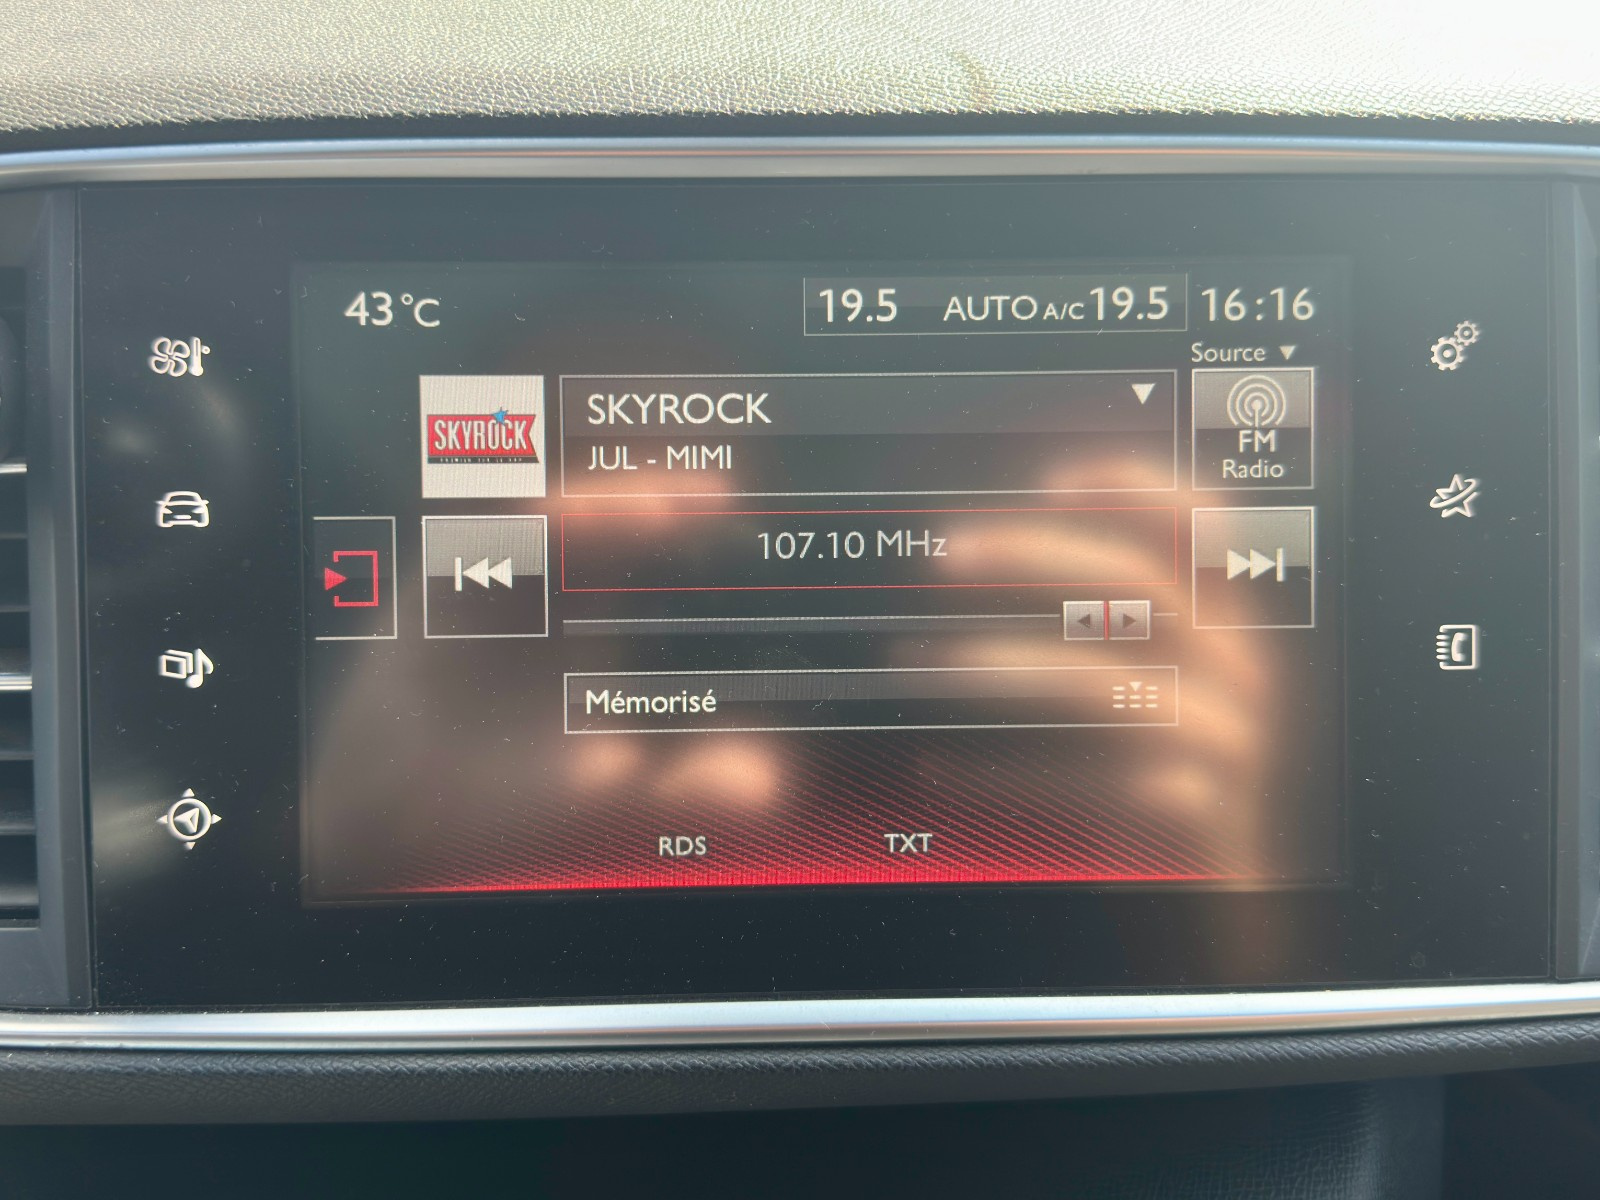 43°C
19.5 AUTO A/C 19.5 16:16
Source
SKYROCK
SKYROCK
JUL - MIMI
FM
Radio
107.10 MHz
Mémorisé
RDS TXT